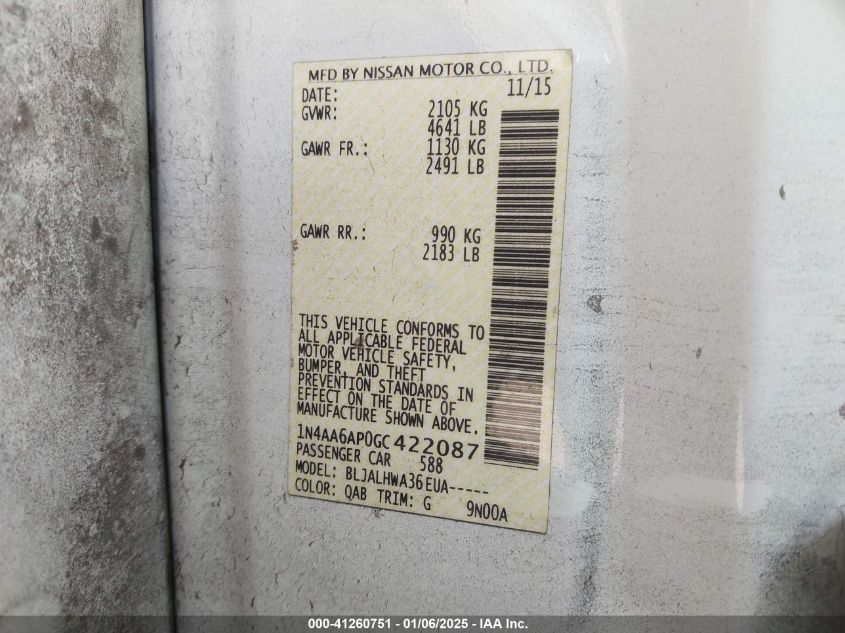 MFD BY NISSAN MOTOR CO., LTD.
DATE: 11/15
GVWR: 2105 KG
4641 LB
GAWR FR.: 1130 KG
2491 LB
GAWR RR.: 990 KG
2183 LB
THIS VEHICLE CONFORMS TO
ALL APPLICABLE FEDERAL
MOTOR VEHICLE SAFETY,
BUMPER, AND THEFT
PREVENTION STANDARDS IN
EFFECT ON THE DATE OF
MANUFACTURE SHOWN ABOVE.
1N4AA6AP0GC422087
PASSENGER CAR 588
MODEL: BLJALHWA36EUA-----
COLOR: QAB TRIM: G 9N00A
000-41260751 - 01/06/2025 - IAA Inc.